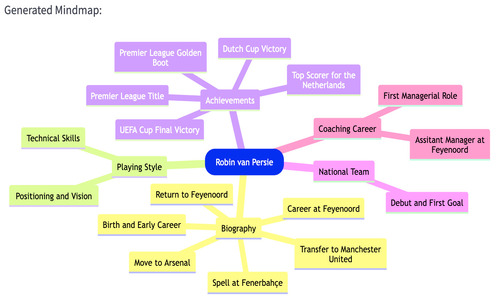 Generated Mindmap:
Premier League Golden
Boot
Dutch Cup Victory
Top Scorer for the
Netherlands
Premier League Title
Achievements
UEFA Cup Final Victory
First Managerial Role
Coaching Career
Assitant Manager at
Feyenoord
Technical Skills
Playing Style
Positioning and Vision
Robin van Persie
National Team
Debut and First Goal
Return to Feyenoord
Career at Feyenoord
Birth and Early Career
Biography
Move to Arsenal
Transfer to Manchester
United
Spell at Fenerbahçe